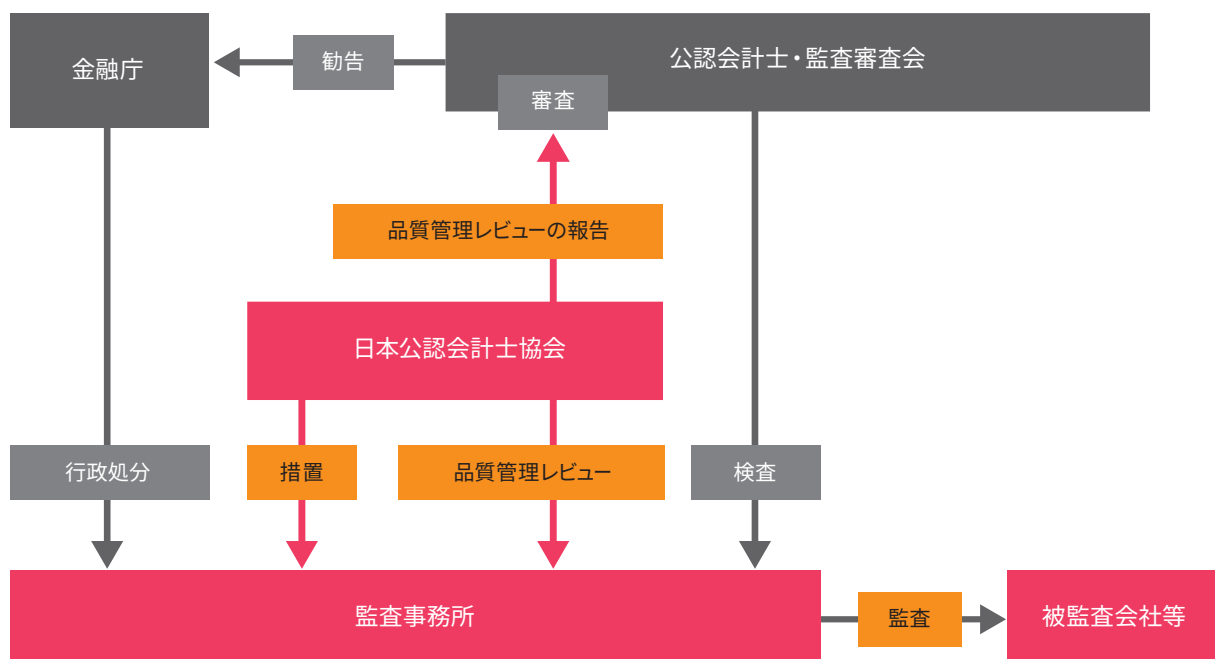 金融庁
勧告
公認会計士・監査審査会
審査
品質管理レビューの報告
日本公認会計士協会
行政処分
措置
品質管理レビュー
検査
監査事務所
監査
被監査会社等